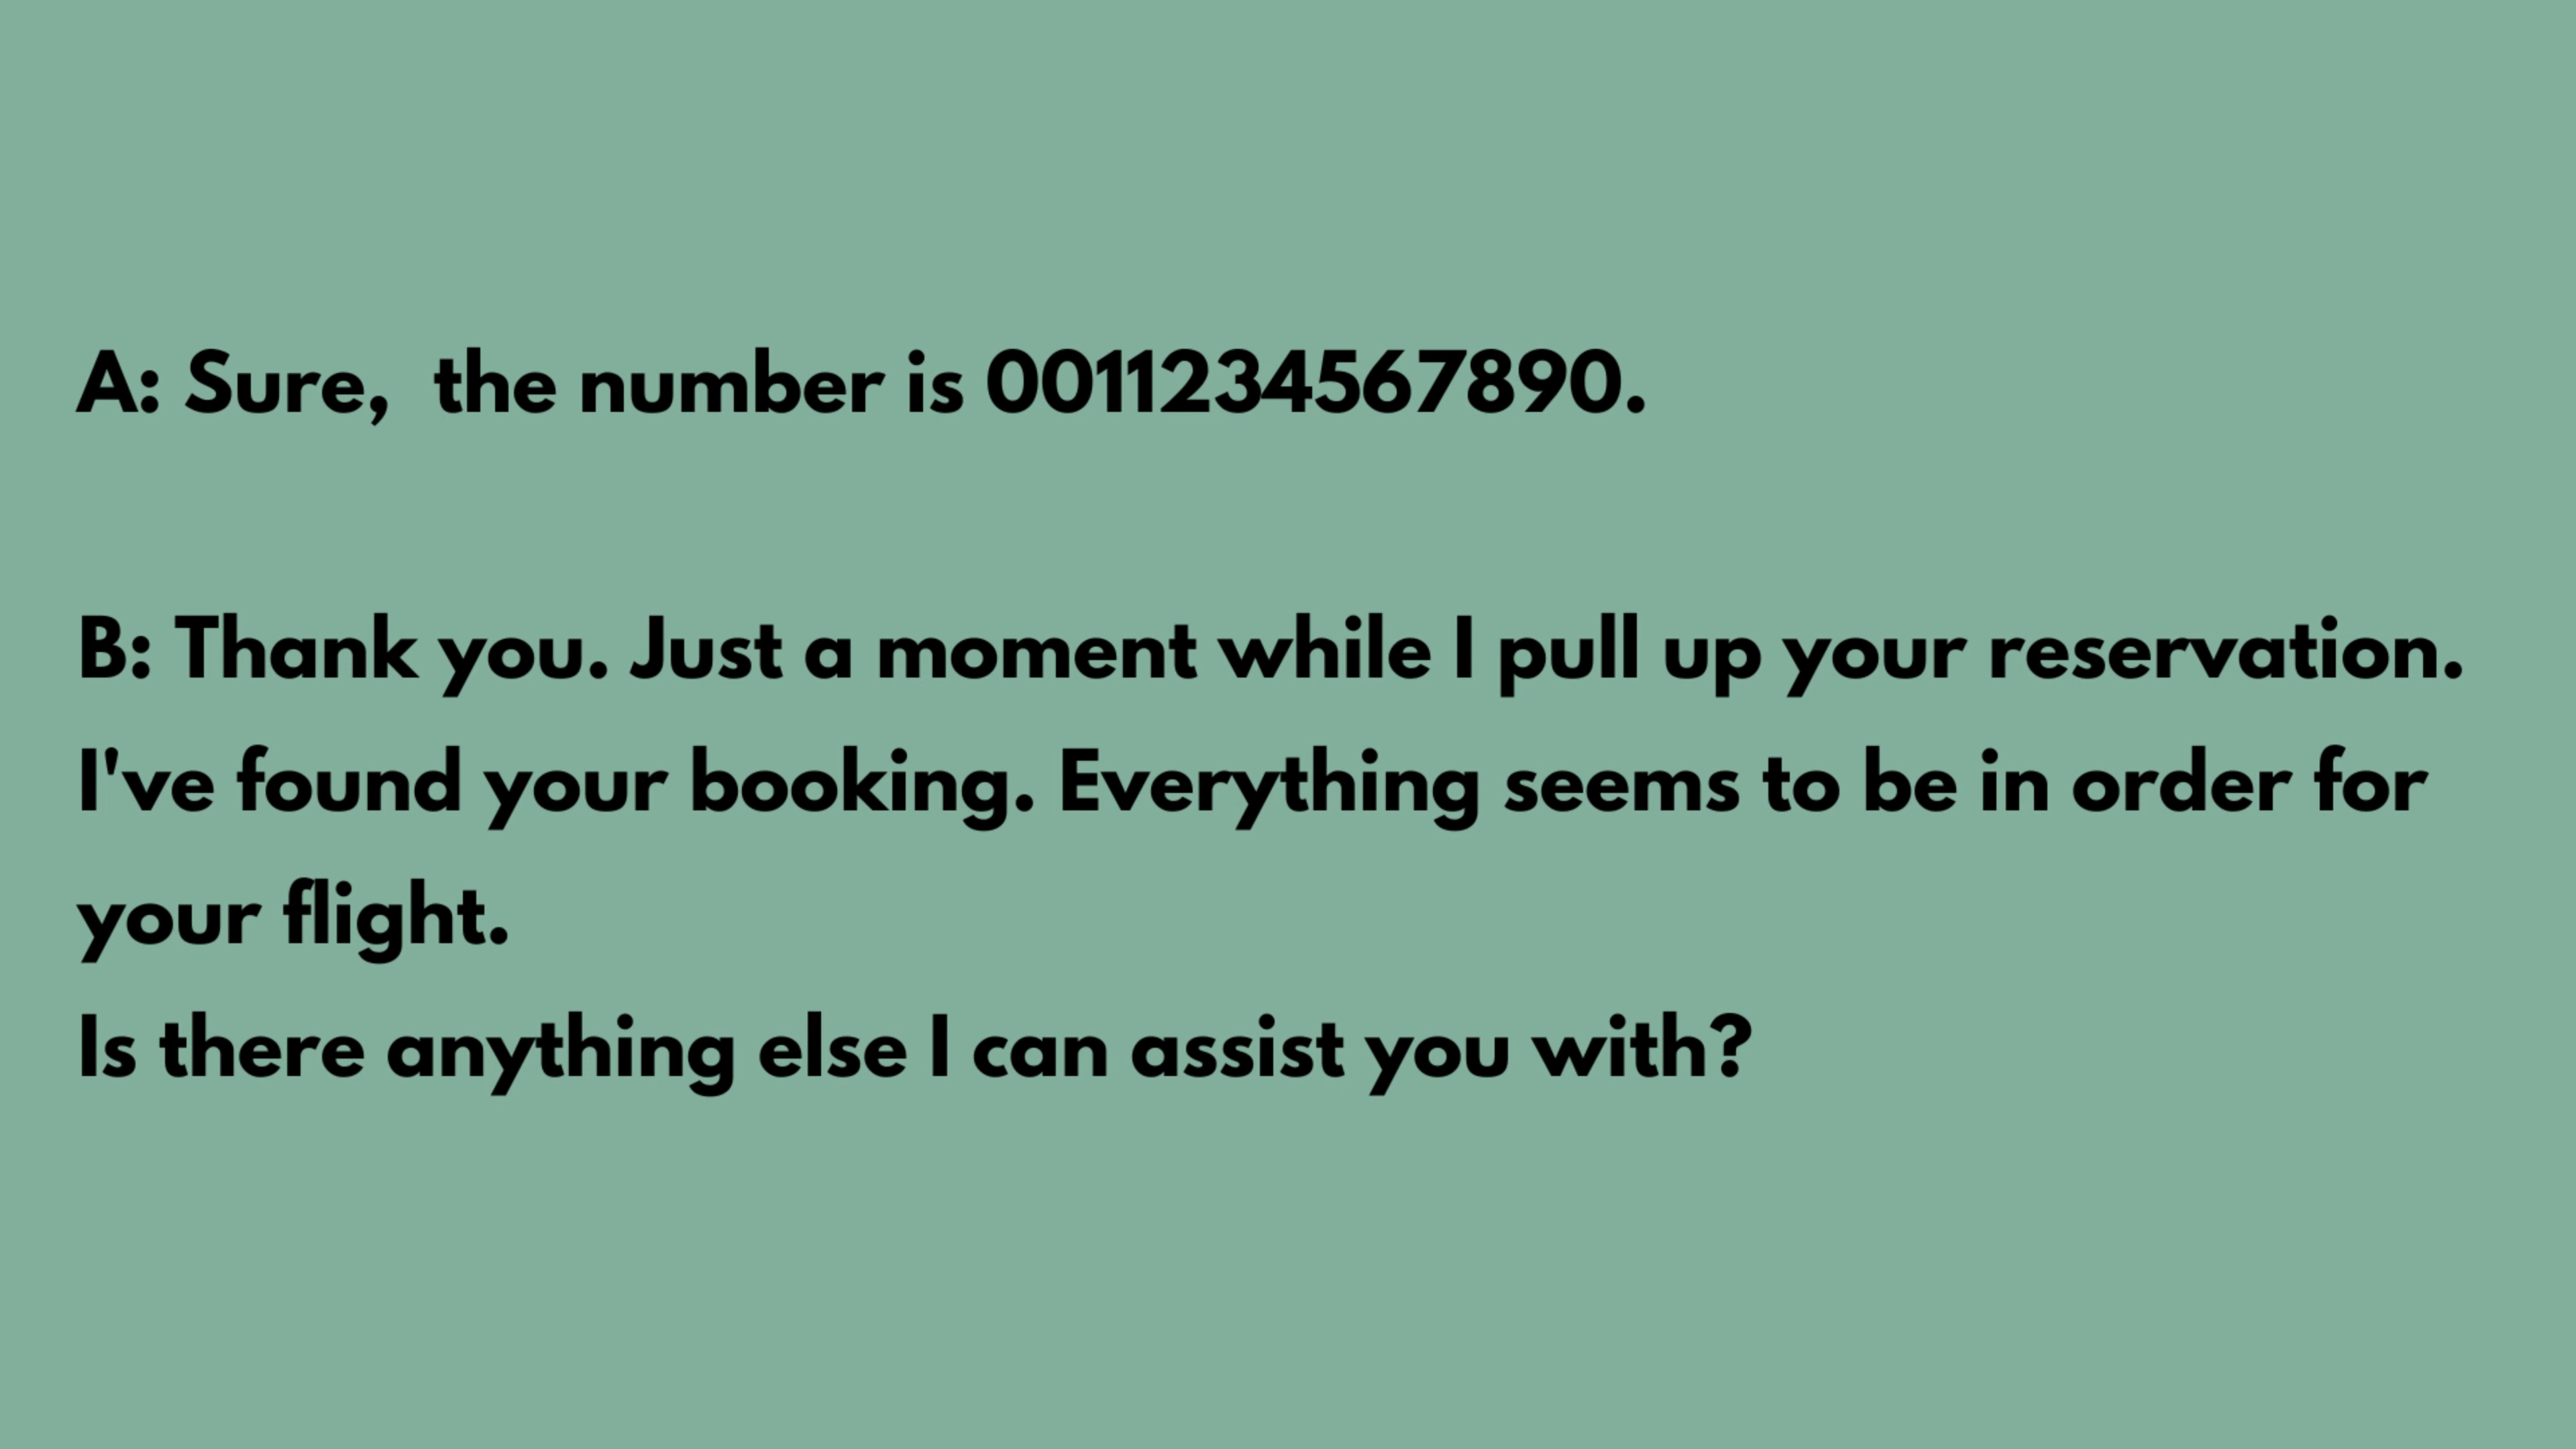 A: Sure,  the number is 0011234567890.
B: Thank you. Just a moment while I pull up your reservation.
I've found your booking. Everything seems to be in order for
your flight.
Is there anything else I can assist you with?